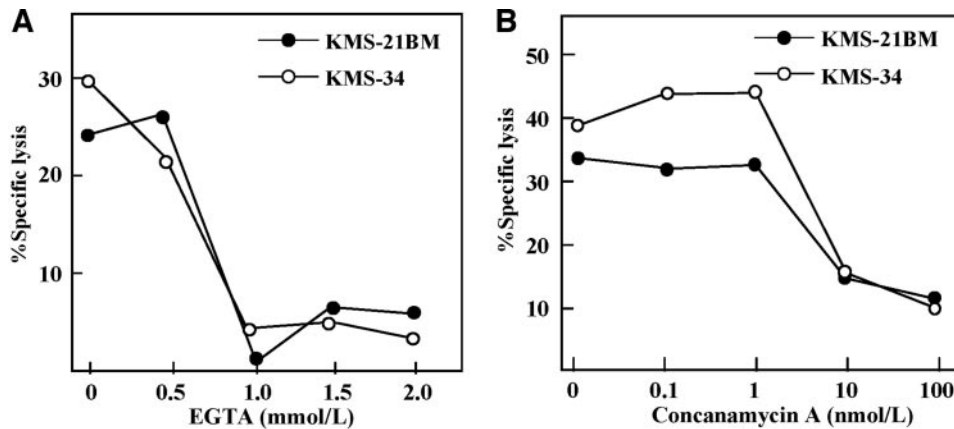 A
KMS-21BM
KMS-34
30
20
10
%Specific lysis
0 0.5 1.0 1.5 2.0
EGTA (mmol/L)
B
KMS-21BM
KMS-34
50
40
30
20
10
%Specific lysis
0 0.1 1 10 100
Concanamycin A (nmol/L)